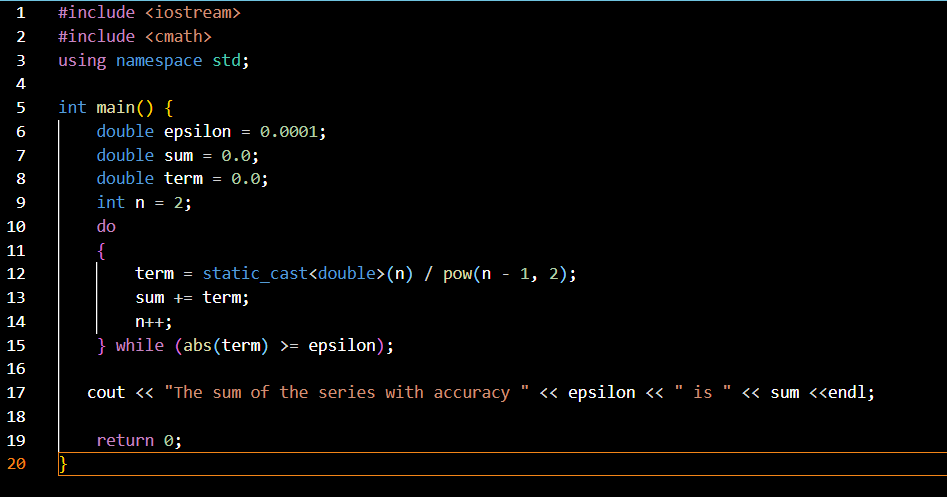 1 #include <iostream>
2 #include <cmath>
3 using namespace std;
4
5 int main() {
6     double epsilon = 0.0001;
7     double sum = 0.0;
8     double term = 0.0;
9     int n = 2;
10     do
11     {
12         term = static_cast<double>(n) / pow(n - 1, 2);
13         sum += term;
14         n++;
15     } while (abs(term) >= epsilon);
16
17    cout << "The sum of the series with accuracy " << epsilon << " is " << sum <<endl;
18
19     return 0;
20 }